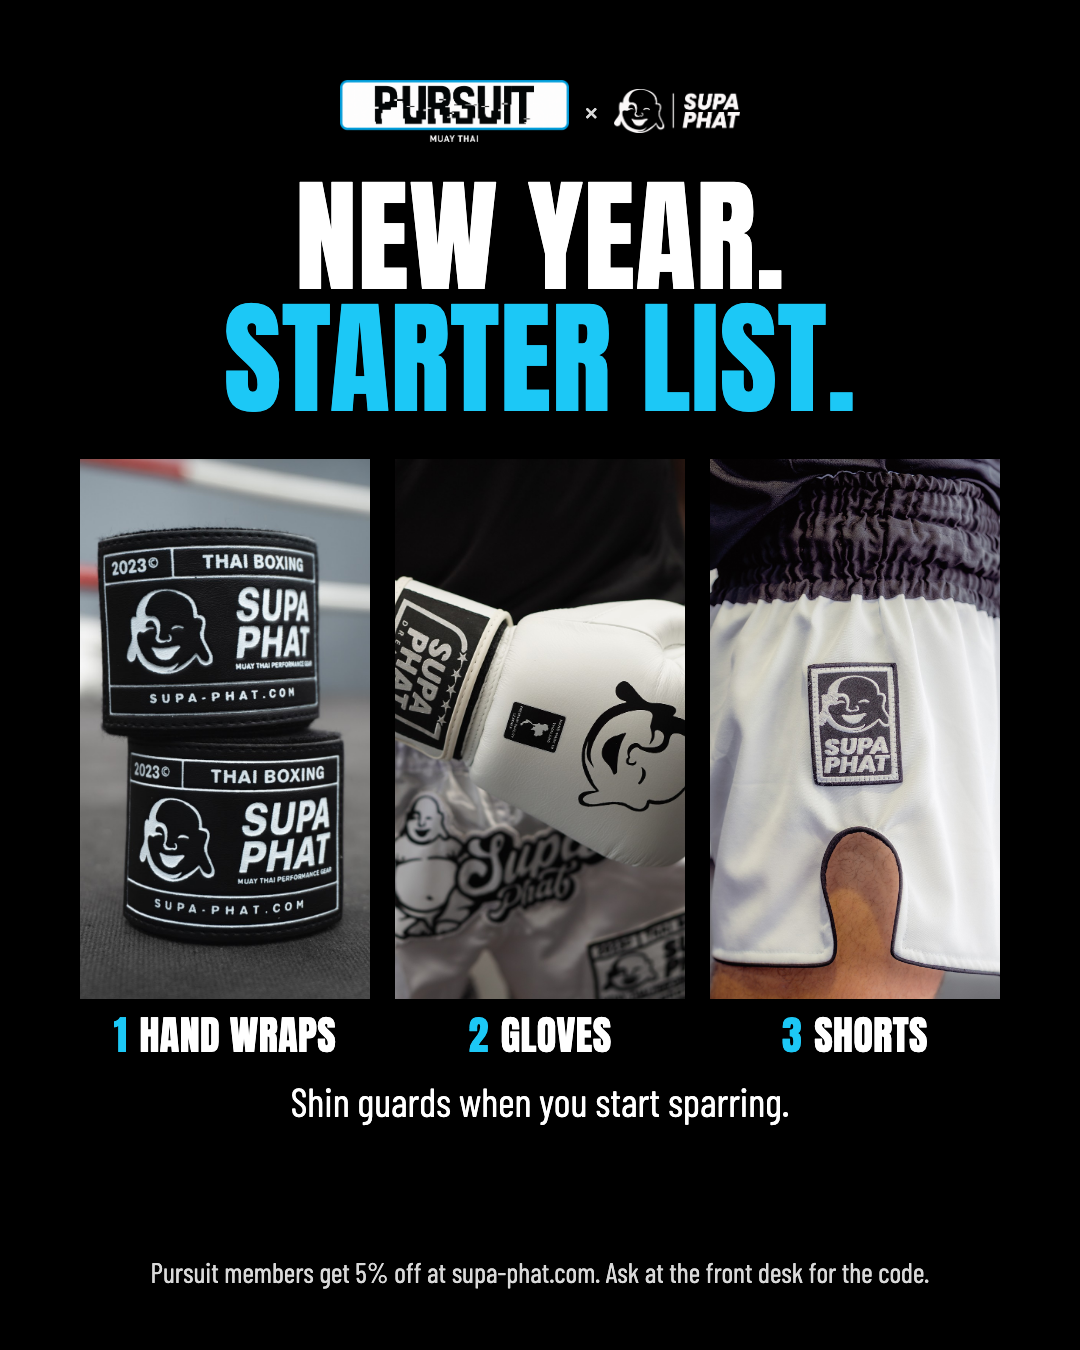 PURSUIT
MUAY THAI
×
SUPA
PHAT
NEW YEAR.
STARTER LIST.
2023©
THAI BOXING
SUPA
PHAT
MUAY THAI PERFORMANCE GEAR
SUPA-PHAT.COM
2023©
THAI BOXING
SUPA
PHAT
MUAY THAI PERFORMANCE GEAR
SUPA-PHAT.COM
SUPA
PHAT
Supa
Phat
SUPA
PHAT
1 HAND WRAPS
2 GLOVES
3 SHORTS
Shin guards when you start sparring.
Pursuit members get 5% off at supa-phat.com. Ask at the front desk for the code.